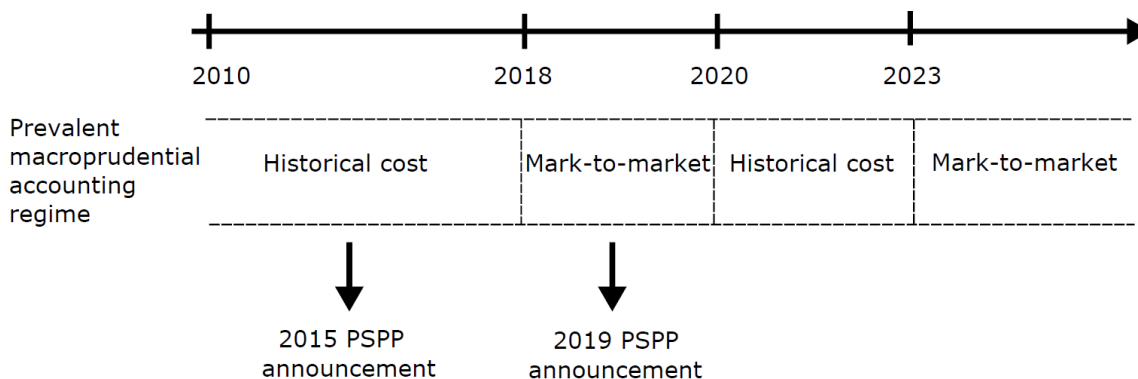 2010
2018
2020
2023
Prevalent
macroprudential
accounting
regime
Historical cost
Mark-to-market
Historical cost
Mark-to-market
2015 PSPP
announcement
2019 PSPP
announcement